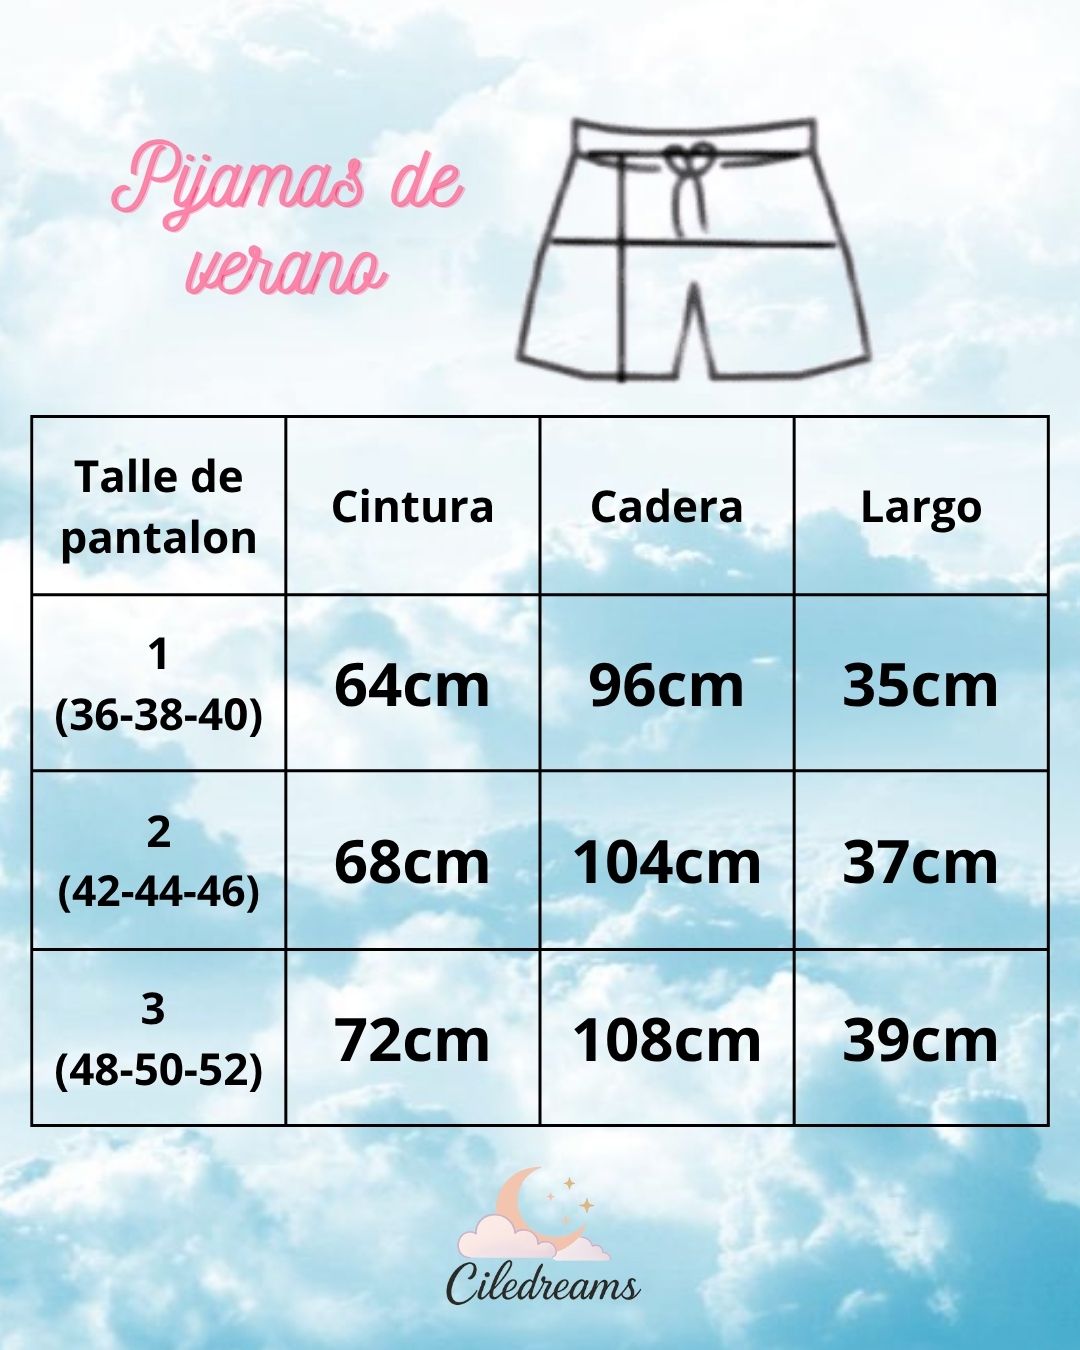 Pijamas de
verano
Talle de
pantalon
Cintura
Cadera
Largo
1
(36-38-40)
64cm
96cm
35cm
2
(42-44-46)
68cm
104cm
37cm
3
(48-50-52)
72cm
108cm
39cm
Ciledreams